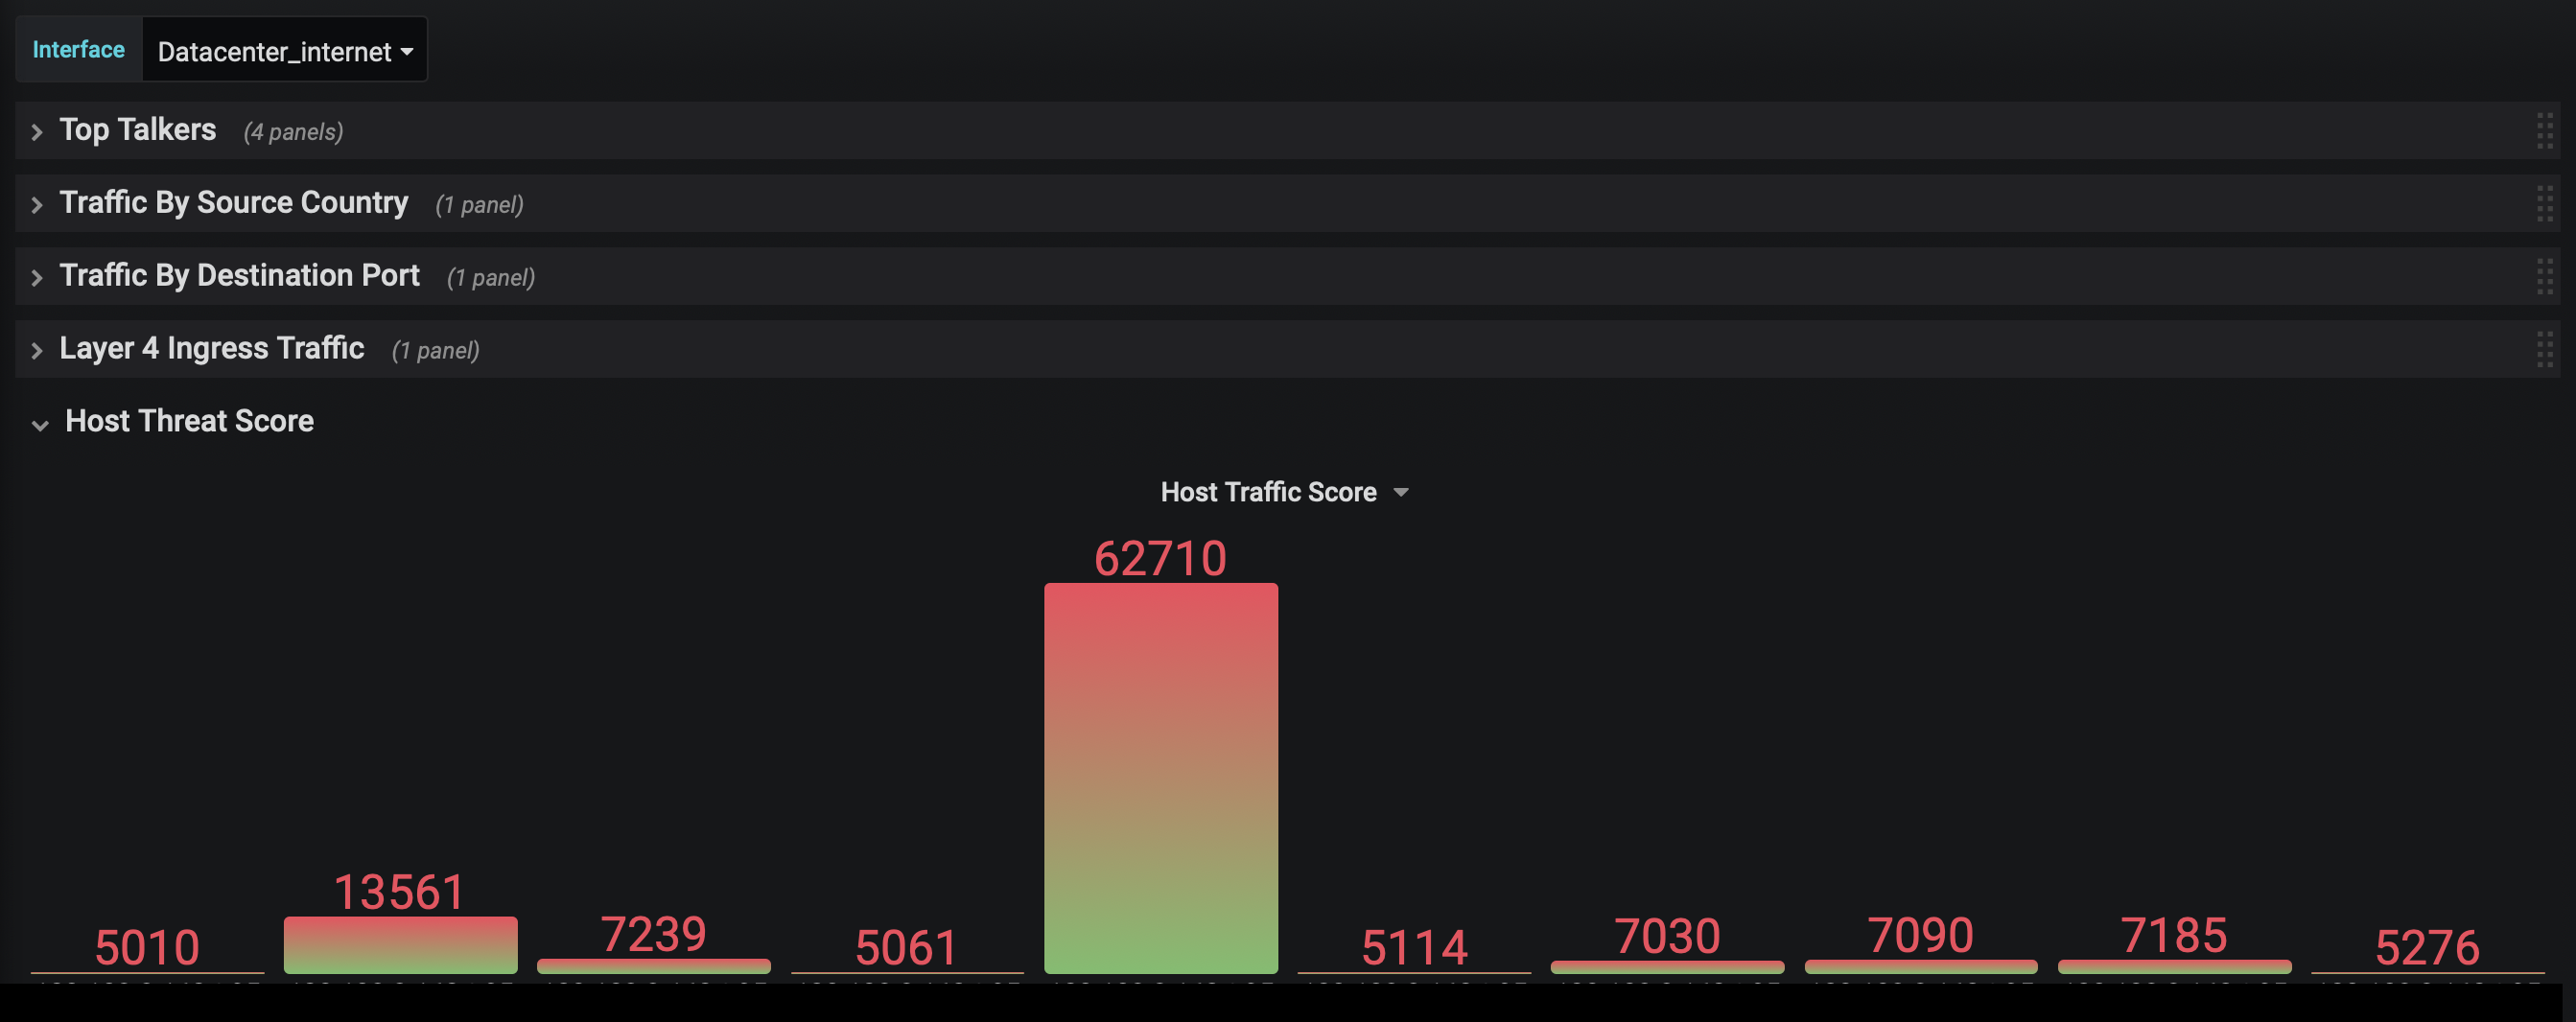 Interface Datacenter_internet
Top Talkers (4 panels)
Traffic By Source Country (1 panel)
Traffic By Destination Port (1 panel)
Layer 4 Ingress Traffic (1 panel)
Host Threat Score
Host Traffic Score
62710
13561
5010 7239 5061 5114 7030 7090 7185 5276